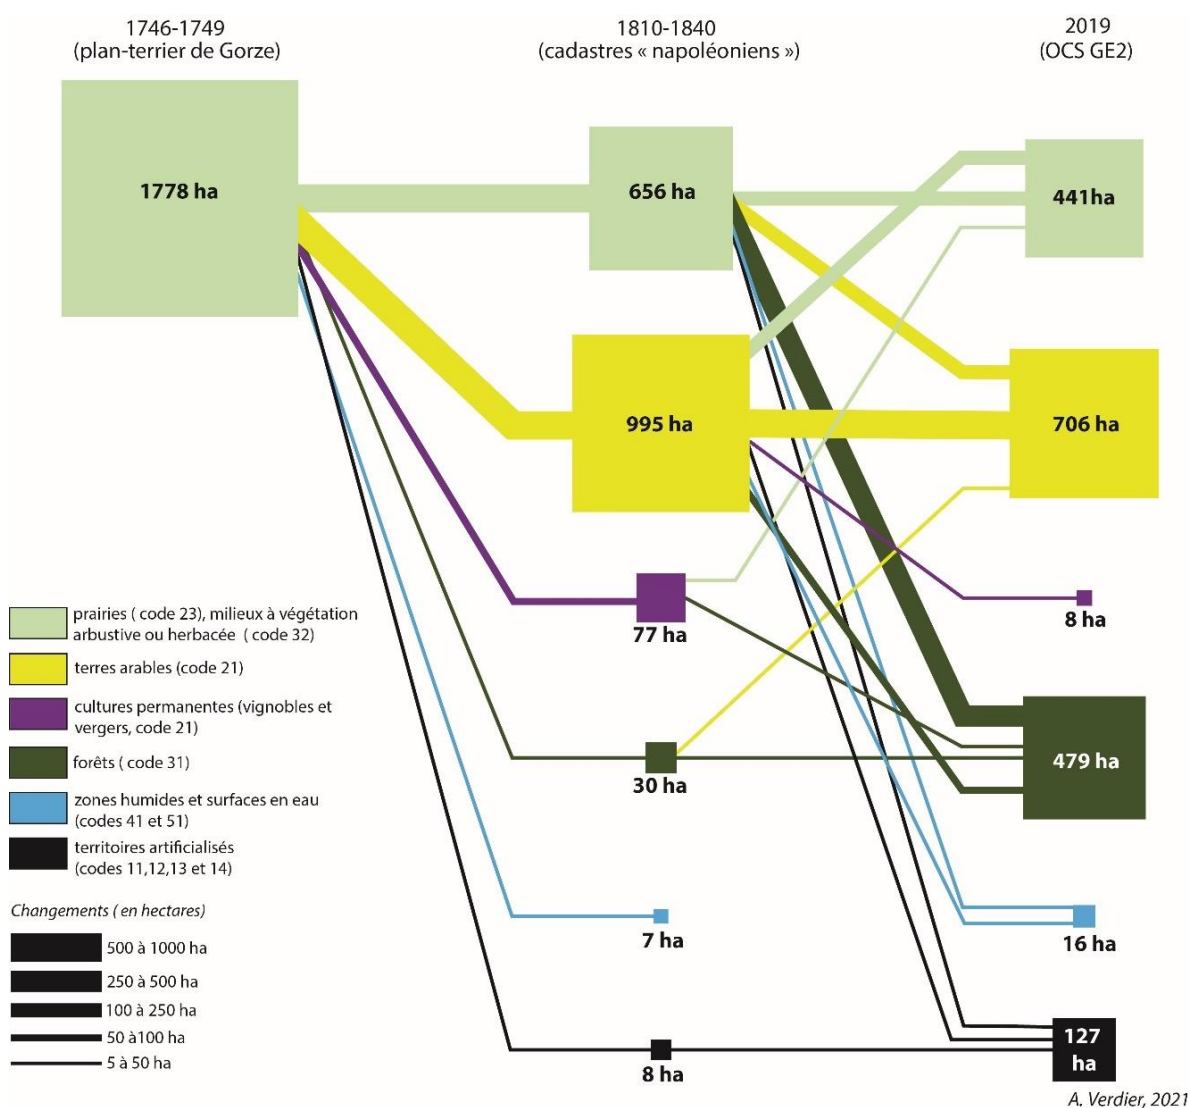 1746-1749
(plan-terrier de Gorze)
1810-1840
(cadastres « napoléoniens »)
2019
(OCS GE2)
1778 ha
656 ha
441ha
995 ha
706 ha
77 ha
8 ha
30 ha
479 ha
7 ha
16 ha
8 ha
127
ha
prairies ( code 23), milieux à végétation
arbustive ou herbacée ( code 32)
terres arables (code 21)
cultures permanentes (vignobles et
vergers, code 21)
forêts ( code 31)
zones humides et surfaces en eau
(codes 41 et 51)
territoires artificialisés
(codes 11,12,13 et 14)
Changements ( en hectares)
500 à 1000 ha
250 à 500 ha
100 à 250 ha
50 à100 ha
5 à 50 ha
A. Verdier, 2021